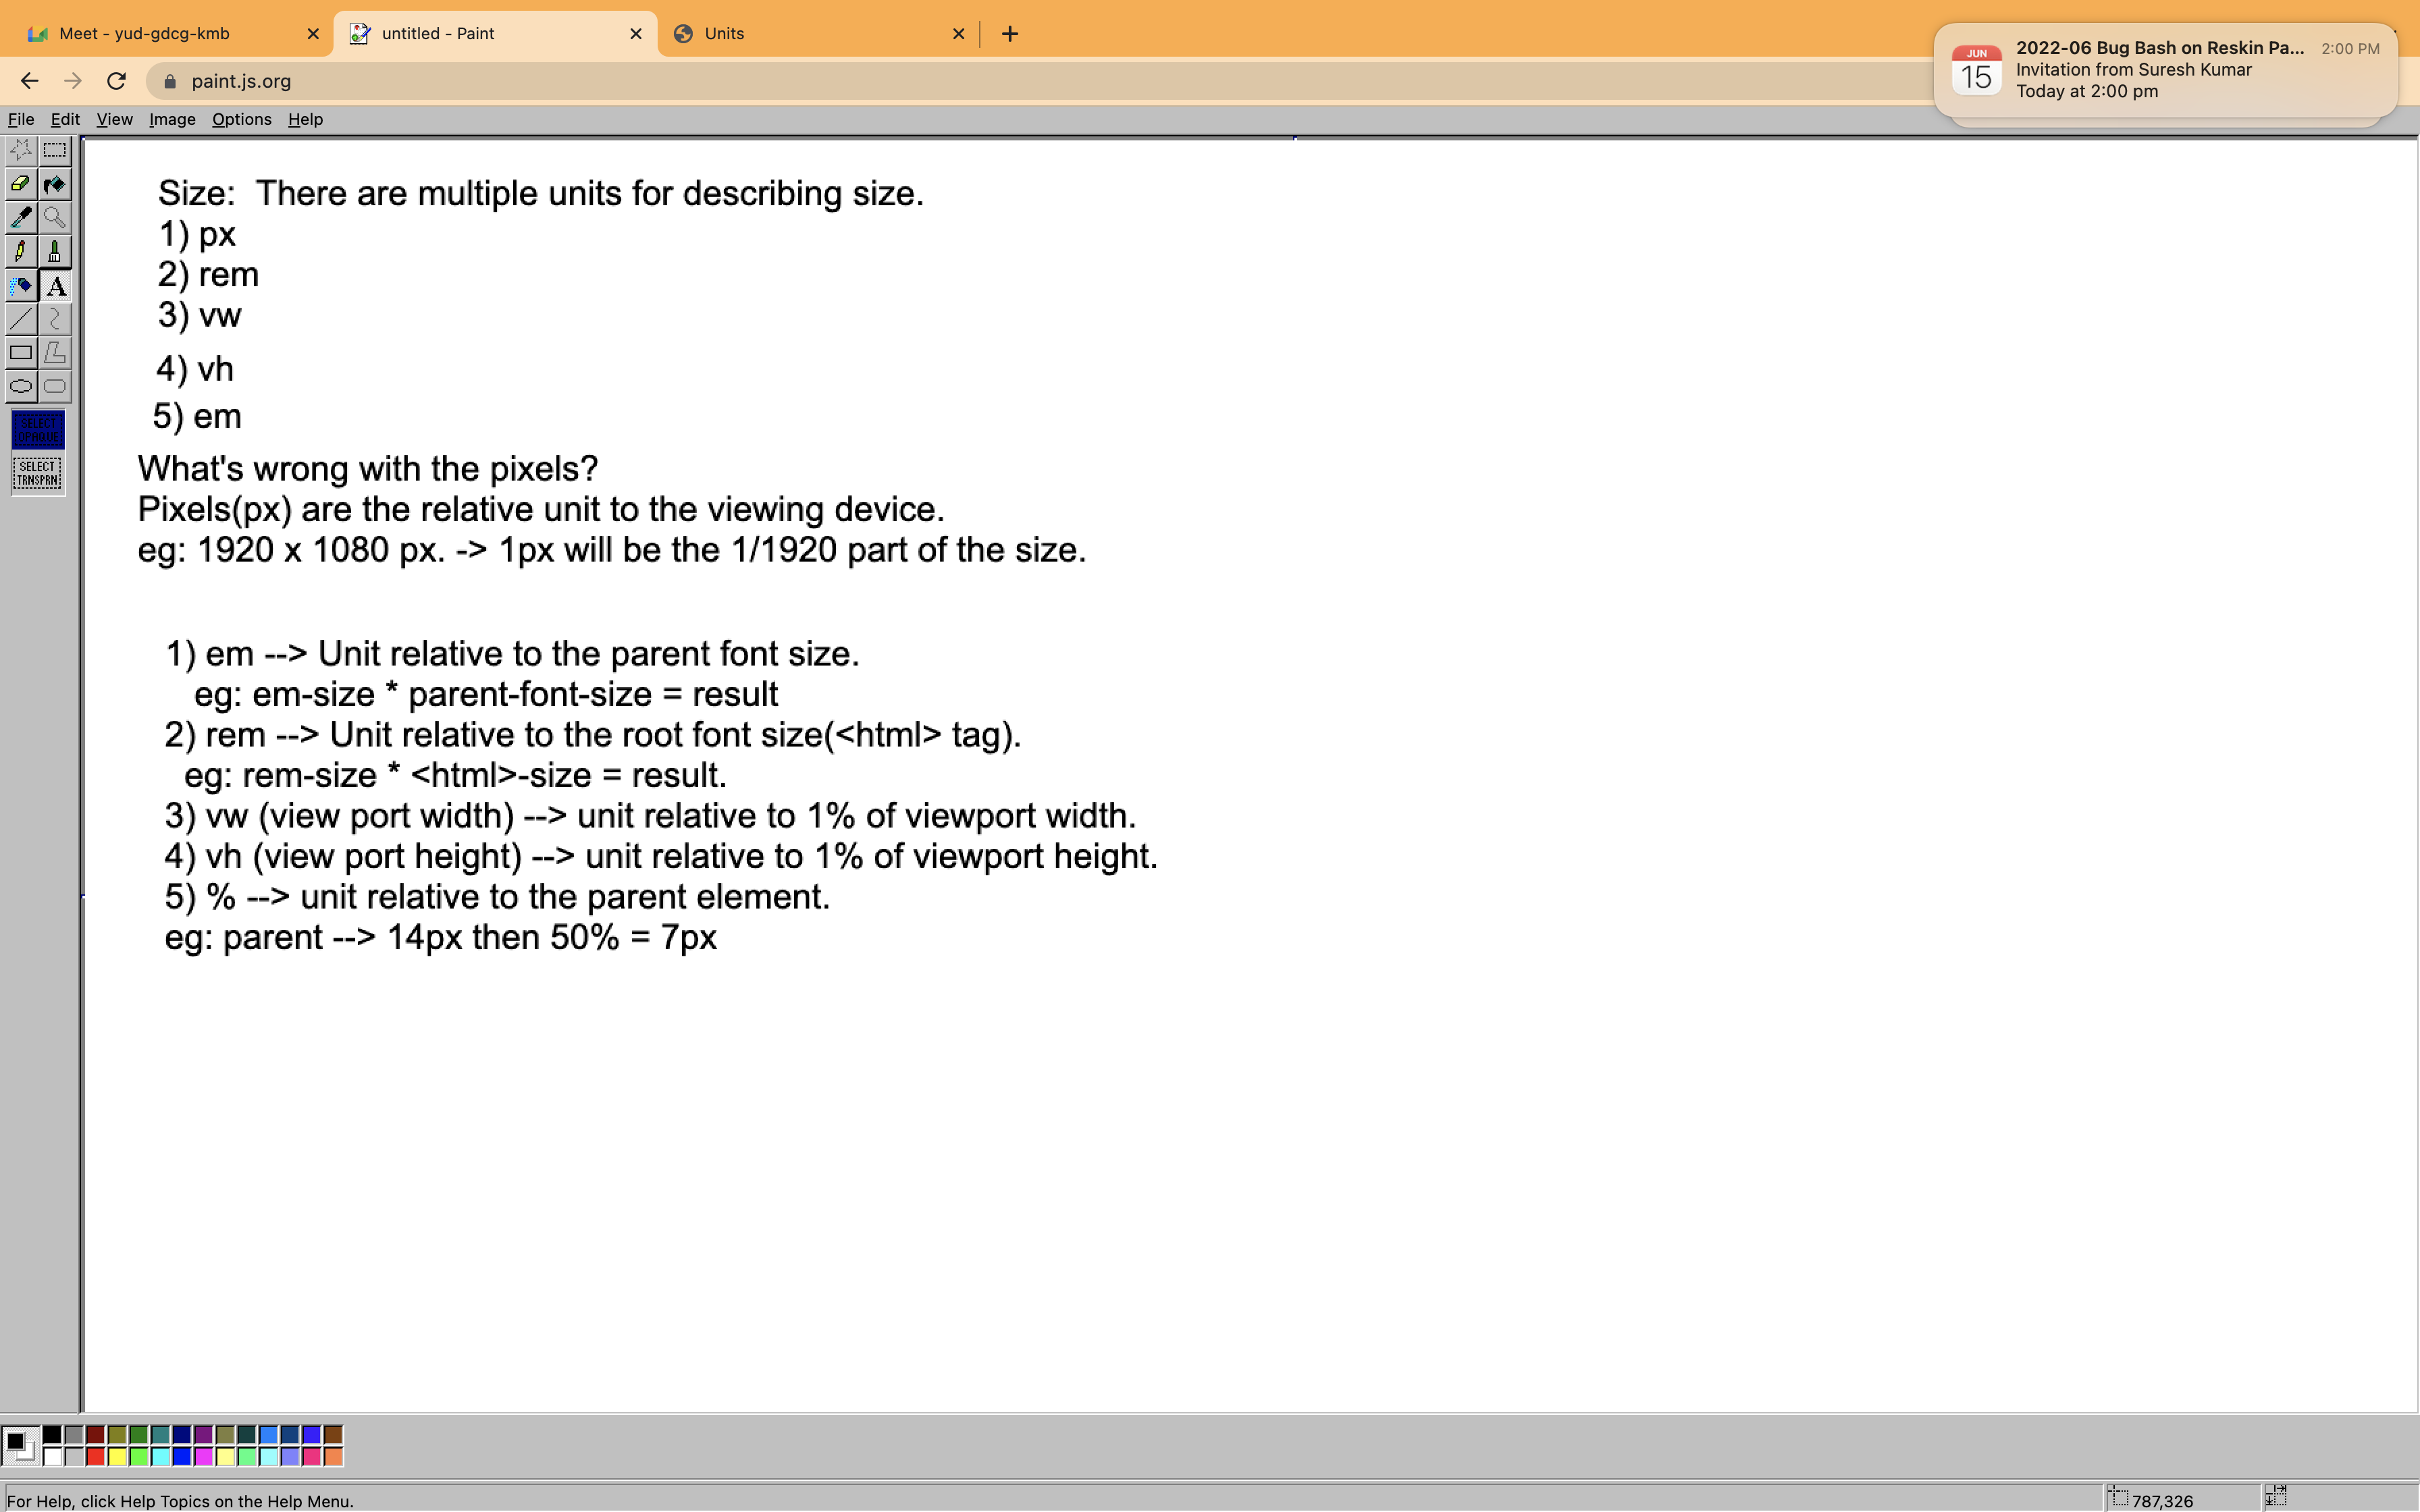 Meet - yud-gdcg-kmb
untitled - Paint
Units
paint.js.org
JUN
15
2022-06 Bug Bash on Reskin Pa... 2:00 PM
Invitation from Suresh Kumar
Today at 2:00 pm
File Edit View Image Options Help
A
SELECT
OPAQUE
SELECT
TRNSPRN
Size:  There are multiple units for describing size.
1) px
2) rem
3) vw
4) vh
5) em
What's wrong with the pixels?
Pixels(px) are the relative unit to the viewing device.
eg: 1920 x 1080 px. -> 1px will be the 1/1920 part of the size.
1) em --> Unit relative to the parent font size.
eg: em-size * parent-font-size = result
2) rem --> Unit relative to the root font size(<html> tag).
eg: rem-size * <html>-size = result.
3) vw (view port width) --> unit relative to 1% of viewport width.
4) vh (view port height) --> unit relative to 1% of viewport height.
5) % --> unit relative to the parent element.
eg: parent --> 14px then 50% = 7px
For Help, click Help Topics on the Help Menu.
787,326